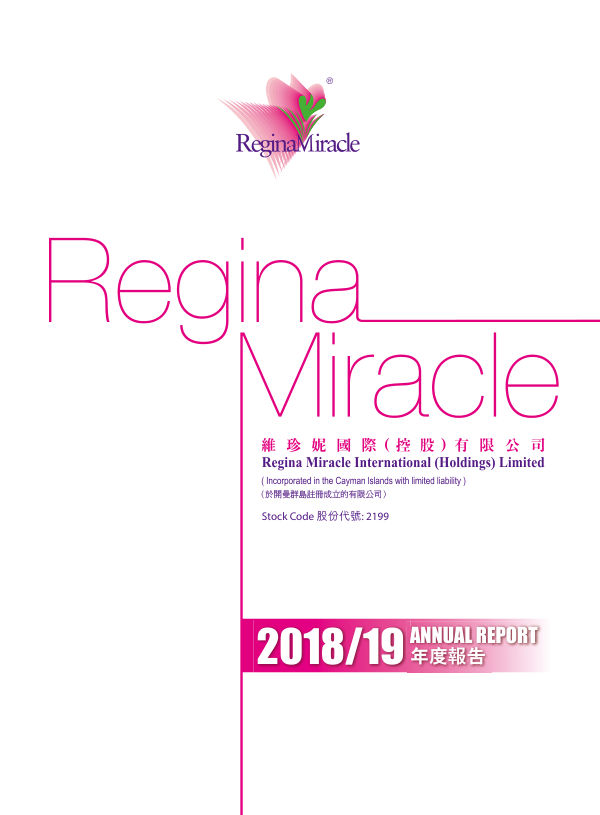 ®
ReginaMiracle
Regina
Miracle
維珍妮國際(控股)有限公司
Regina Miracle International (Holdings) Limited
( Incorporated in the Cayman Islands with limited liability )
(於開曼群島註冊成立的有限公司)
Stock Code 股份代號: 2199
2018/19 ANNUAL REPORT
年度報告